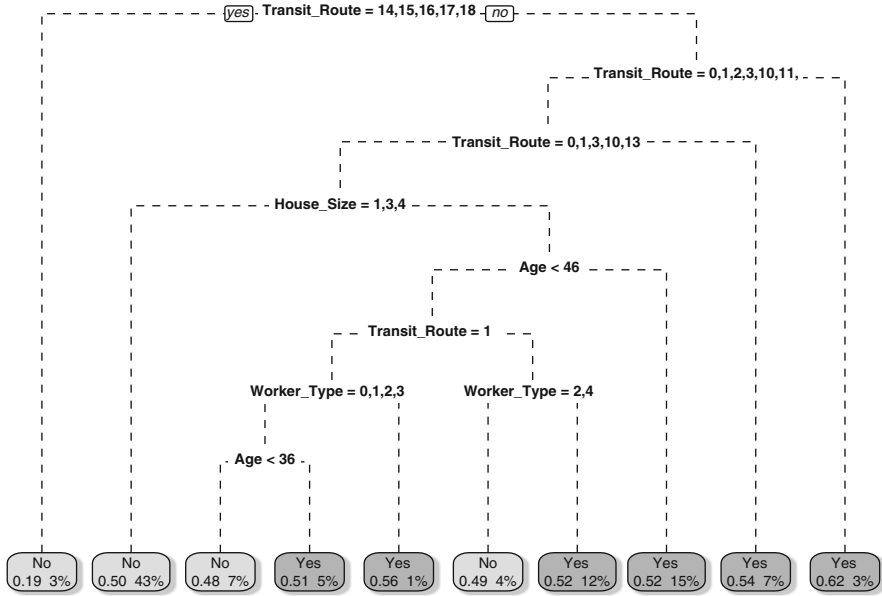 yes Transit_Route = 14,15,16,17,18 no
Transit_Route = 0,1,2,3,10,11,
Transit_Route = 0,1,3,10,13
House_Size = 1,3,4
Age < 46
Transit_Route = 1
Worker_Type = 0,1,2,3 Worker_Type = 2,4
Age < 36
No No No Yes Yes No Yes Yes Yes Yes
0.19 3% 0.50 43% 0.48 7% 0.51 5% 0.56 1% 0.49 4% 0.52 12% 0.52 15% 0.54 7% 0.62 3%